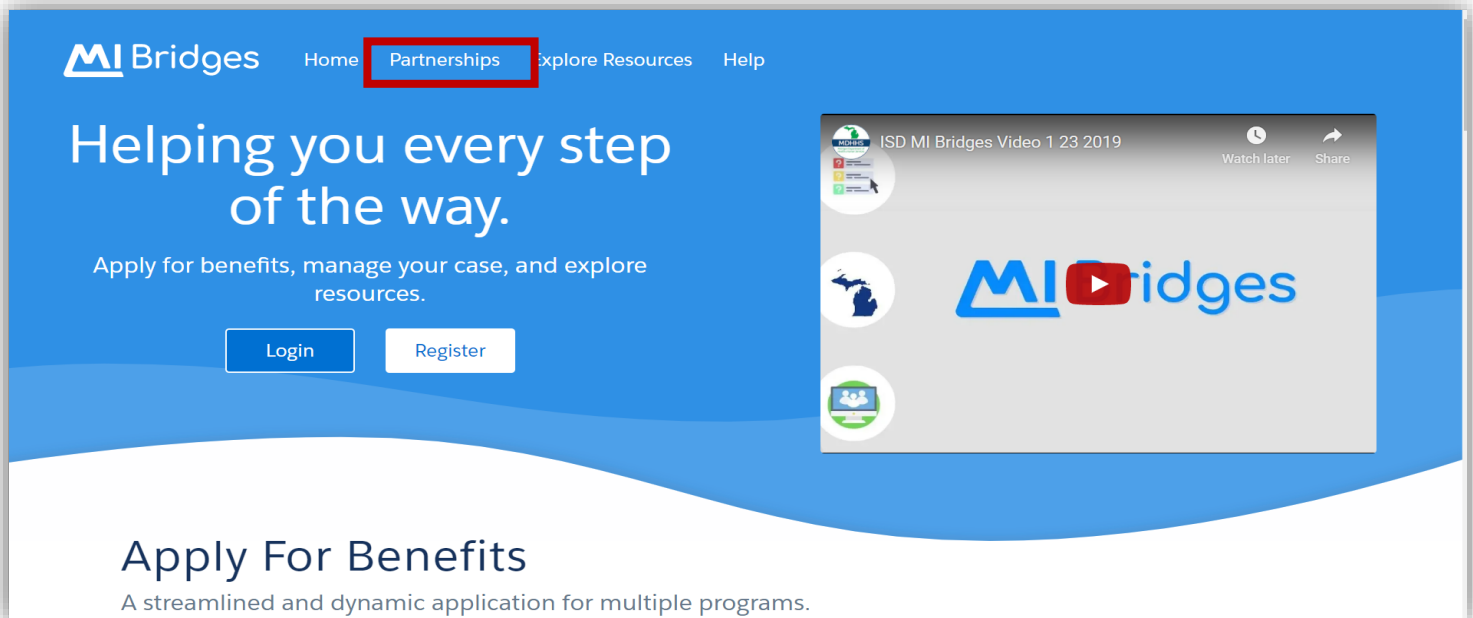 MI Bridges Home Partnerships Explore Resources Help
Helping you every step
of the way.
Apply for benefits, manage your case, and explore
resources.
Login Register
MDHHS
ISD MI Bridges Video 1 23 2019
Watch later Share
MI Bridges
Apply For Benefits
A streamlined and dynamic application for multiple programs.